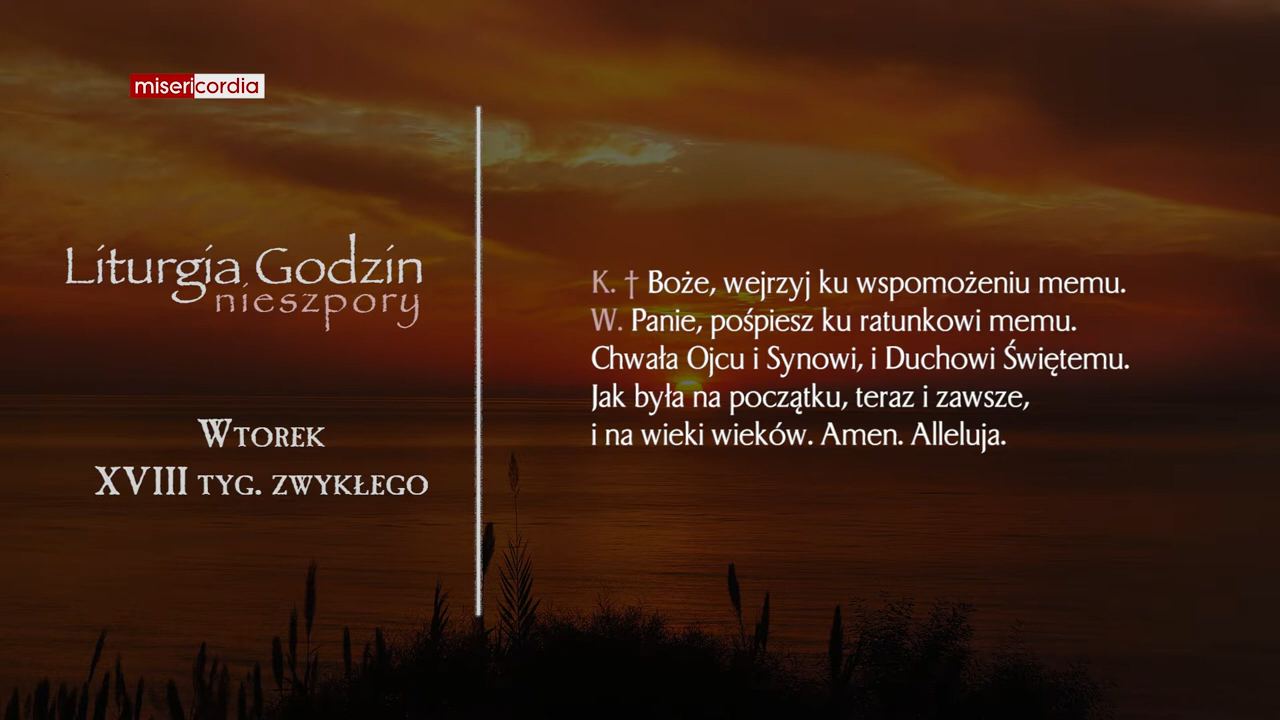 misericordia
Liturgia Godzin
nieszpory
Wtorek
XVIII tyg. zwykłego
K. † Boże, wejrzyj ku wspomożeniu memu.
W. Panie, pośpiesz ku ratunkowi memu.
Chwała Ojcu i Synowi, i Duchowi Świętemu.
Jak była na początku, teraz i zawsze,
i na wieki wieków. Amen. Alleluja.